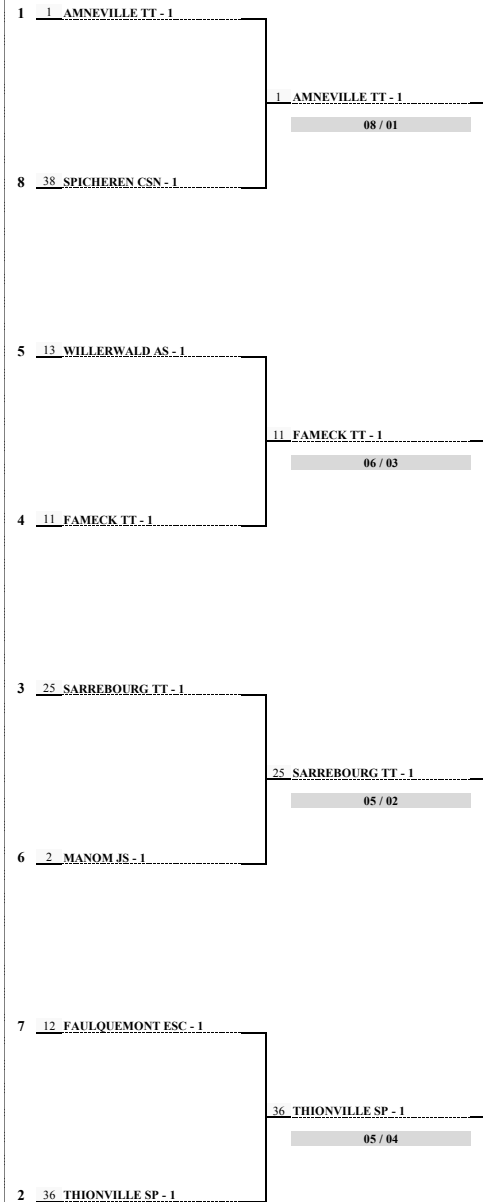 1 1 AMNEVILLE TT - 1
1 AMNEVILLE TT - 1
08 / 01
8 38 SPICHEREN CSN - 1
5 13 WILLERWALD AS - 1
11 FAMECK TT - 1
06 / 03
4 11 FAMECK TT - 1
3 25 SARREBOURG TT - 1
25 SARREBOURG TT - 1
05 / 02
6 2 MANOM JS - 1
7 12 FAULQUEMONT ESC - 1
36 THIONVILLE SP - 1
05 / 04
2 36 THIONVILLE SP - 1